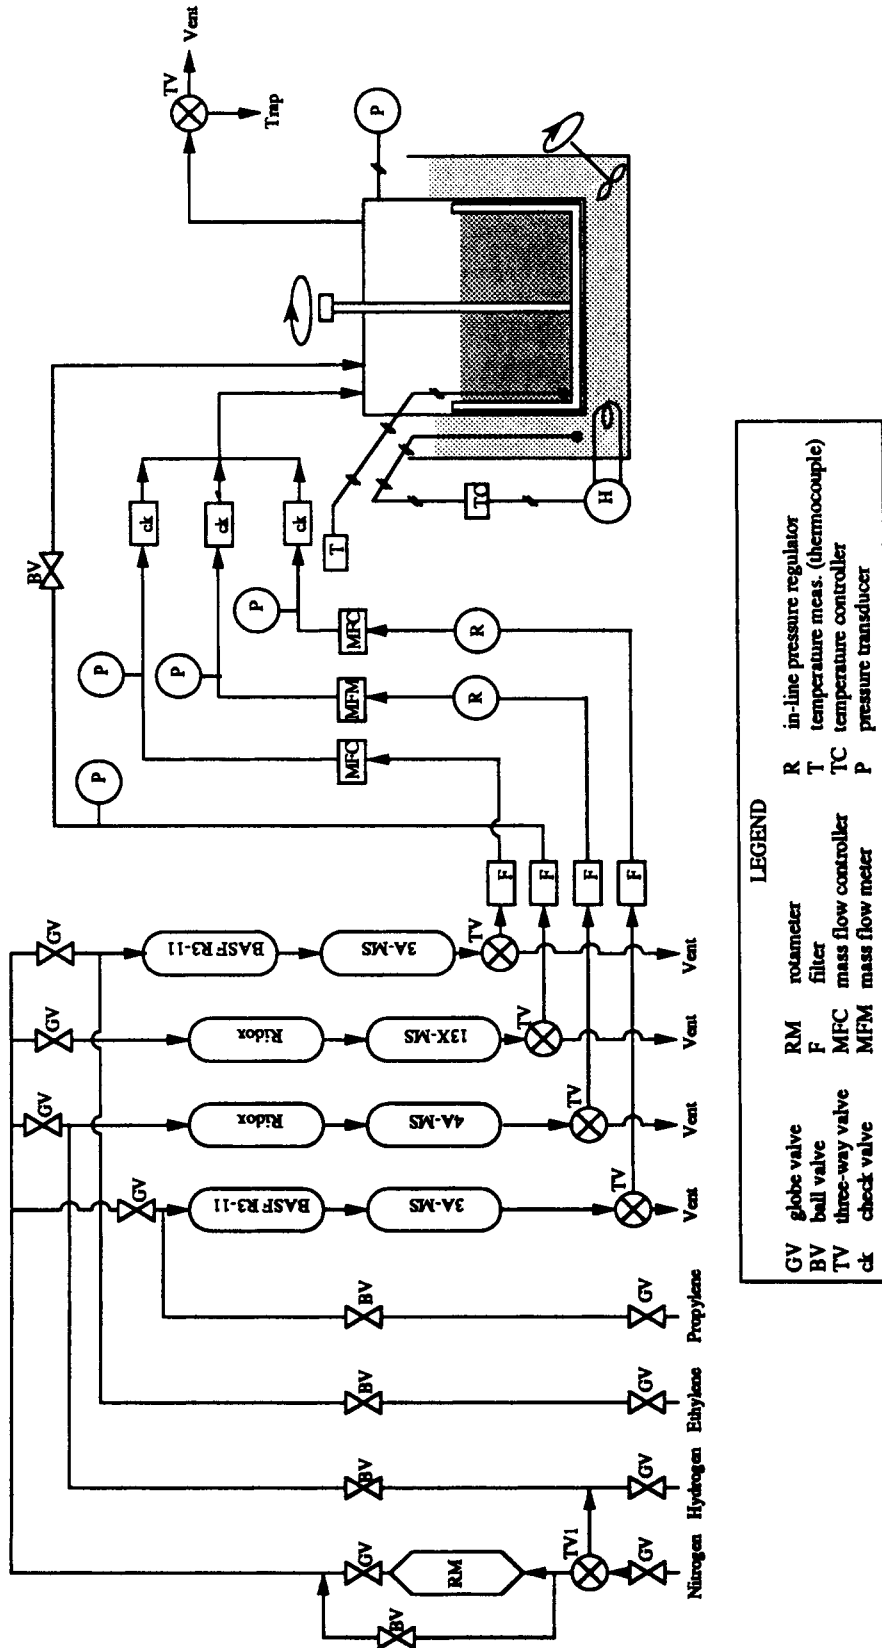 Vent
TV
Trap
P
BV
ck
ck
ck
T
TC
H
P
P
P
P
MFC
MFM
MFC
R
R
F
F
F
F
GV
GV
GV
GV
BASF R3-11
Ridox
Ridox
BASF R3-11
3A-MS
13X-MS
4A-MS
3A-MS
TV
TV
TV
TV
Vent
Vent
Vent
Vent
BV
BV
BV
GV
GV
GV
Propylene
Ethylene
Hydrogen
Nitrogen
GV
RM
BV
TV1
GV
LEGEND
GV globe valve
BV ball valve
TV three-way valve
ck check valve
RM rotameter
F filter
MFC mass flow controller
MFM mass flow meter
R in-line pressure regulator
T temperature meas. (thermocouple)
TC temperature controller
P pressure transducer